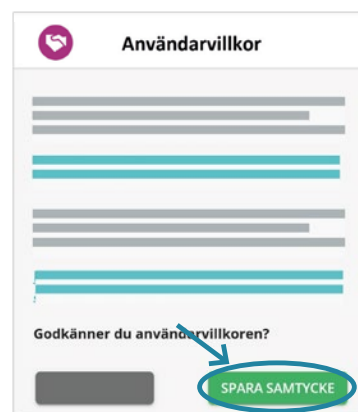 Användarvillkor
Godkänner du användarvillkoren?
SPARA SAMTYCKE